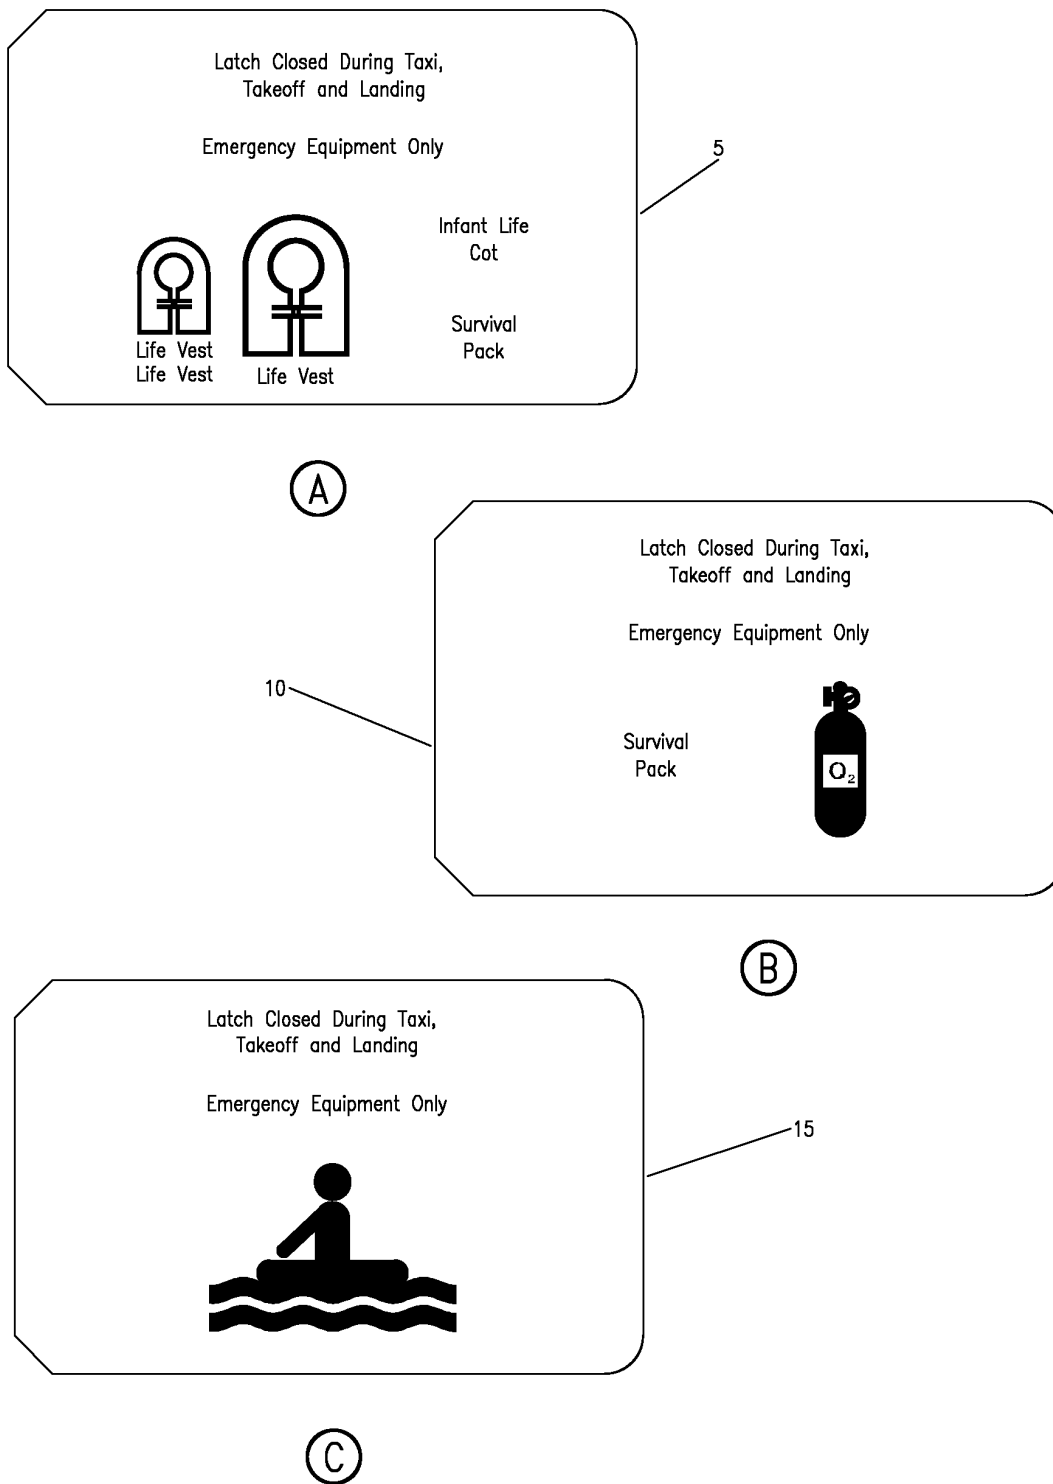 Latch Closed During Taxi,
Takeoff and Landing
Emergency Equipment Only
5
Infant Life
Cot
Survival
Pack
Life Vest
Life Vest
Life Vest
A
Latch Closed During Taxi,
Takeoff and Landing
Emergency Equipment Only
10
Survival
Pack
O₂
B
Latch Closed During Taxi,
Takeoff and Landing
Emergency Equipment Only
15
C